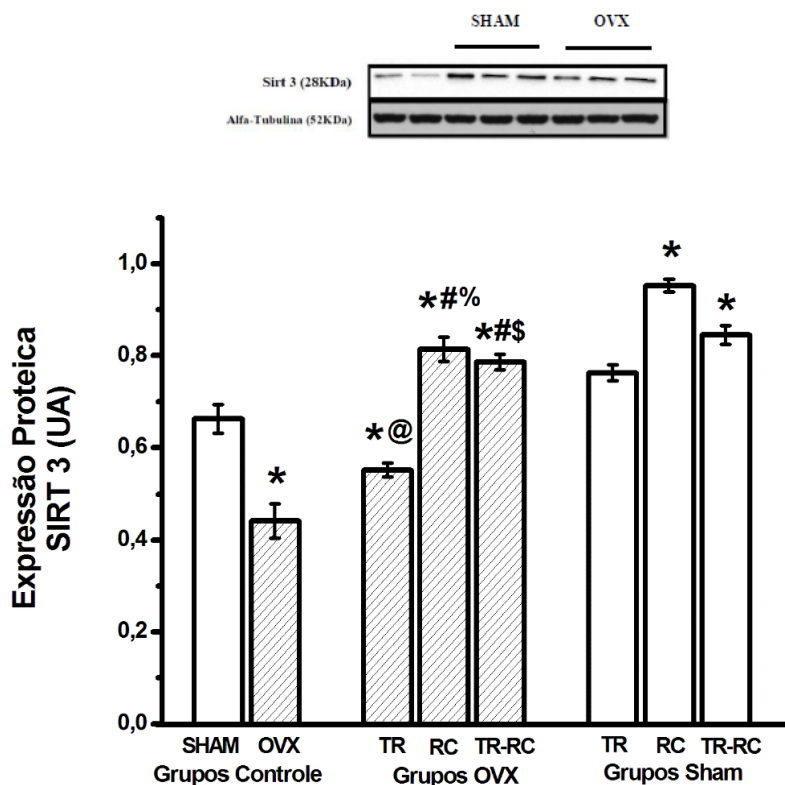 SHAM OVX
Sirt 3 (28KDa)
Alfa-Tubulina (52KDa)
Expressão Proteica
SIRT 3 (UA)
1,0
0,8
0,6
0,4
0,2
0,0
*
*@
*#%
*#$
*
*
SHAM OVX TR RC TR-RC TR RC TR-RC
Grupos Controle Grupos OVX Grupos Sham